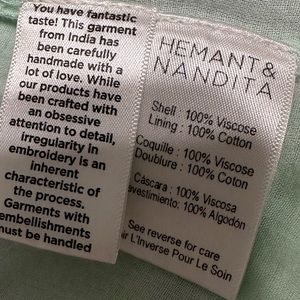 You have fantastic
taste! This garment
from India has
been carefully
handmade with a
lot of love. While
our products have
been crafted with
an obsessive
attention to detail,
irregularity in
embroidery is an
inherent
characteristic of
the process.
Garments with
embellishments
must be handled
HEMANT &
NANDITA
Shell : 100% Viscose
Lining : 100% Cotton
Coquille : 100% Viscose
Doublure : 100% Coton
Cáscara : 100% Viscosa
evestimiento: 100% Algodón
See reverse for care
ir L'Inverse Pour Le Soin